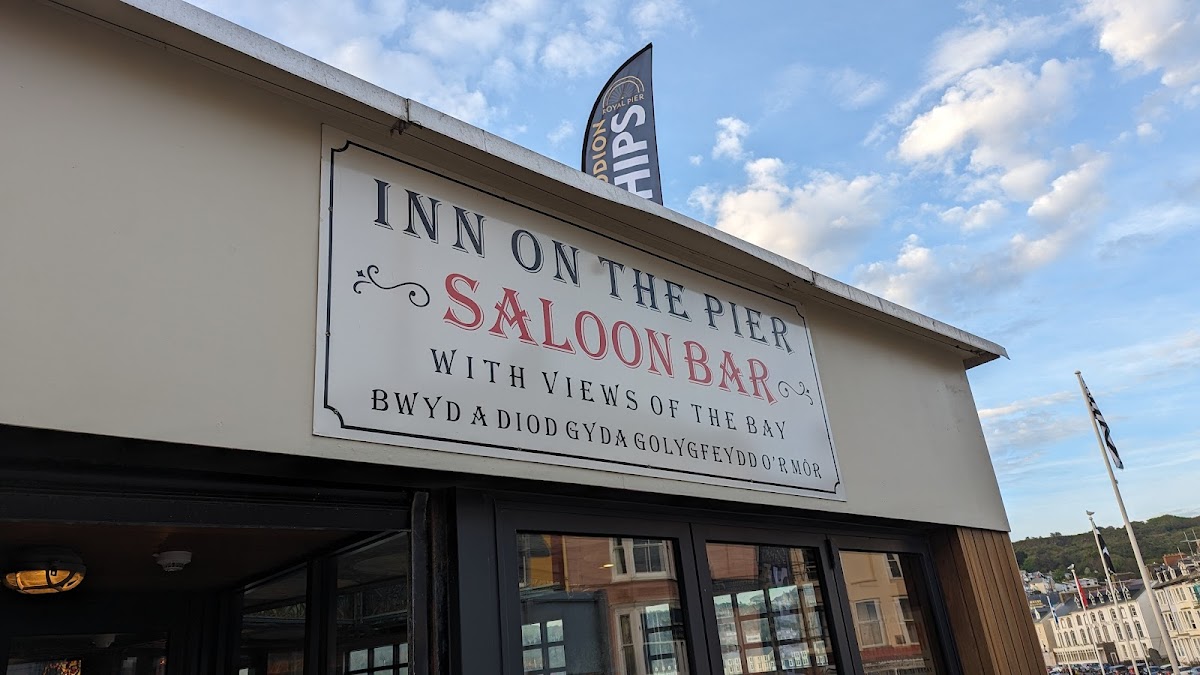 ROYAL PIER
DDION
HIPS
INN ON THE PIER
SALOON BAR
WITH VIEWS OF THE BAY
BWYD A DIOD GYDA GOLYGFEYDD O'R MÔR